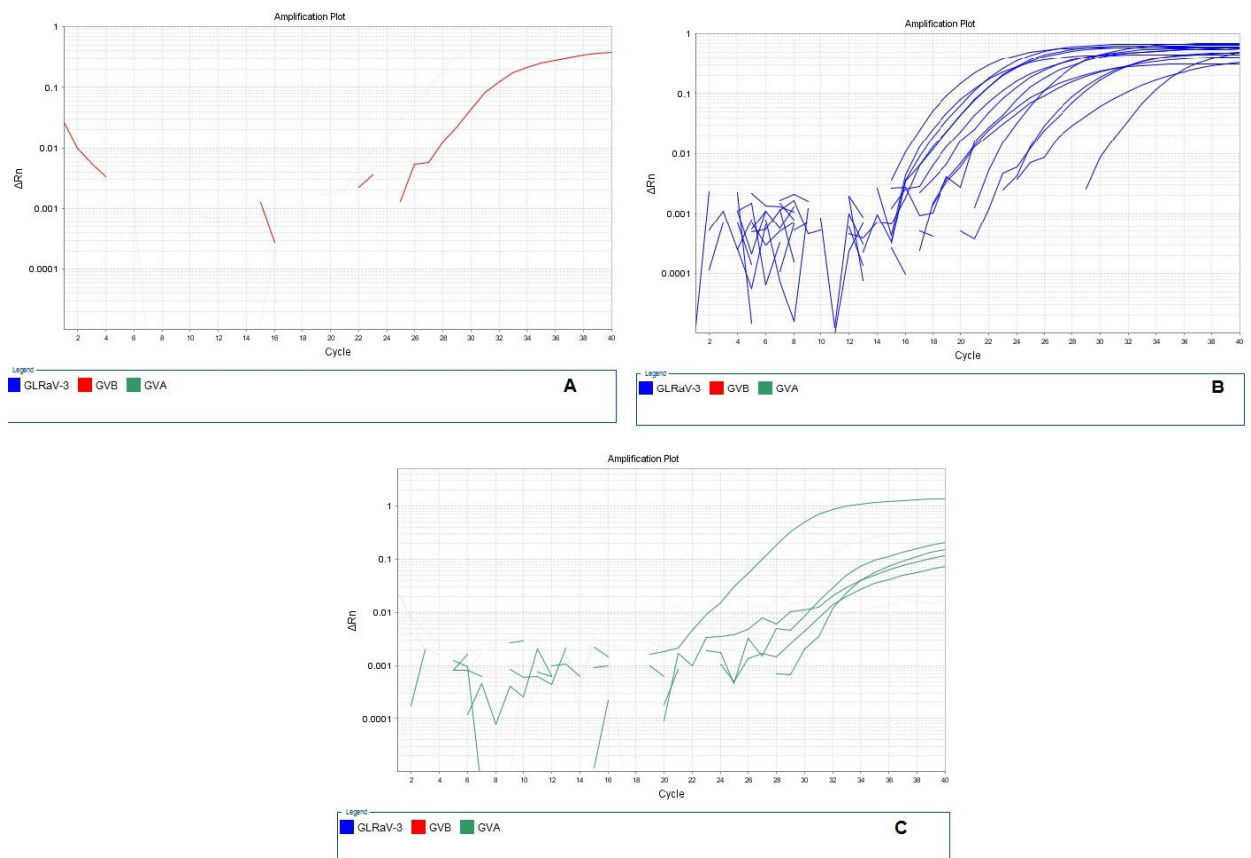 Amplification Plot
1
0.1
0.01
0.001
0.0001
ΔRn
2 4 6 8 10 12 14 16 18 20 22 24 26 28 30 32 34 36 38 40
Cycle
Legend
GLRaV-3 GVB GVA
A
Amplification Plot
1
0.1
0.01
0.001
0.0001
ΔRn
2 4 6 8 10 12 14 16 18 20 22 24 26 28 30 32 34 36 38 40
Cycle
Legend
GLRaV-3 GVB GVA
B
Amplification Plot
1
0.1
0.01
0.001
0.0001
ΔRn
2 4 6 8 10 12 14 16 18 20 22 24 26 28 30 32 34 36 38 40
Cycle
Legend
GLRaV-3 GVB GVA
C